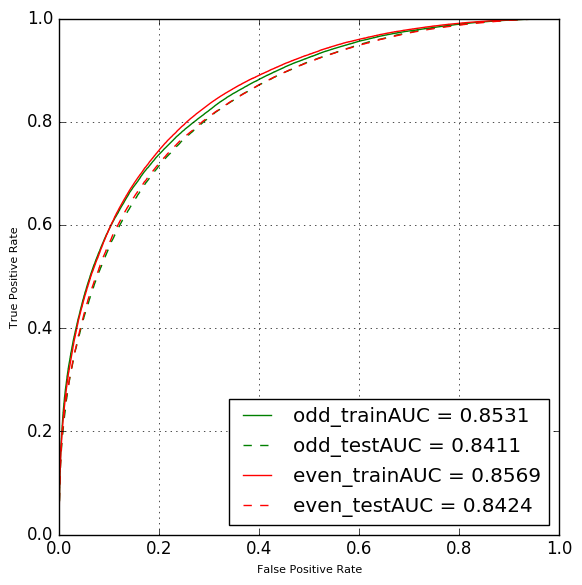 1.0
0.8
0.6
0.4
0.2
0.0
True Positive Rate
odd_trainAUC = 0.8531
odd_testAUC = 0.8411
even_trainAUC = 0.8569
even_testAUC = 0.8424
0.0 0.2 0.4 0.6 0.8 1.0
False Positive Rate